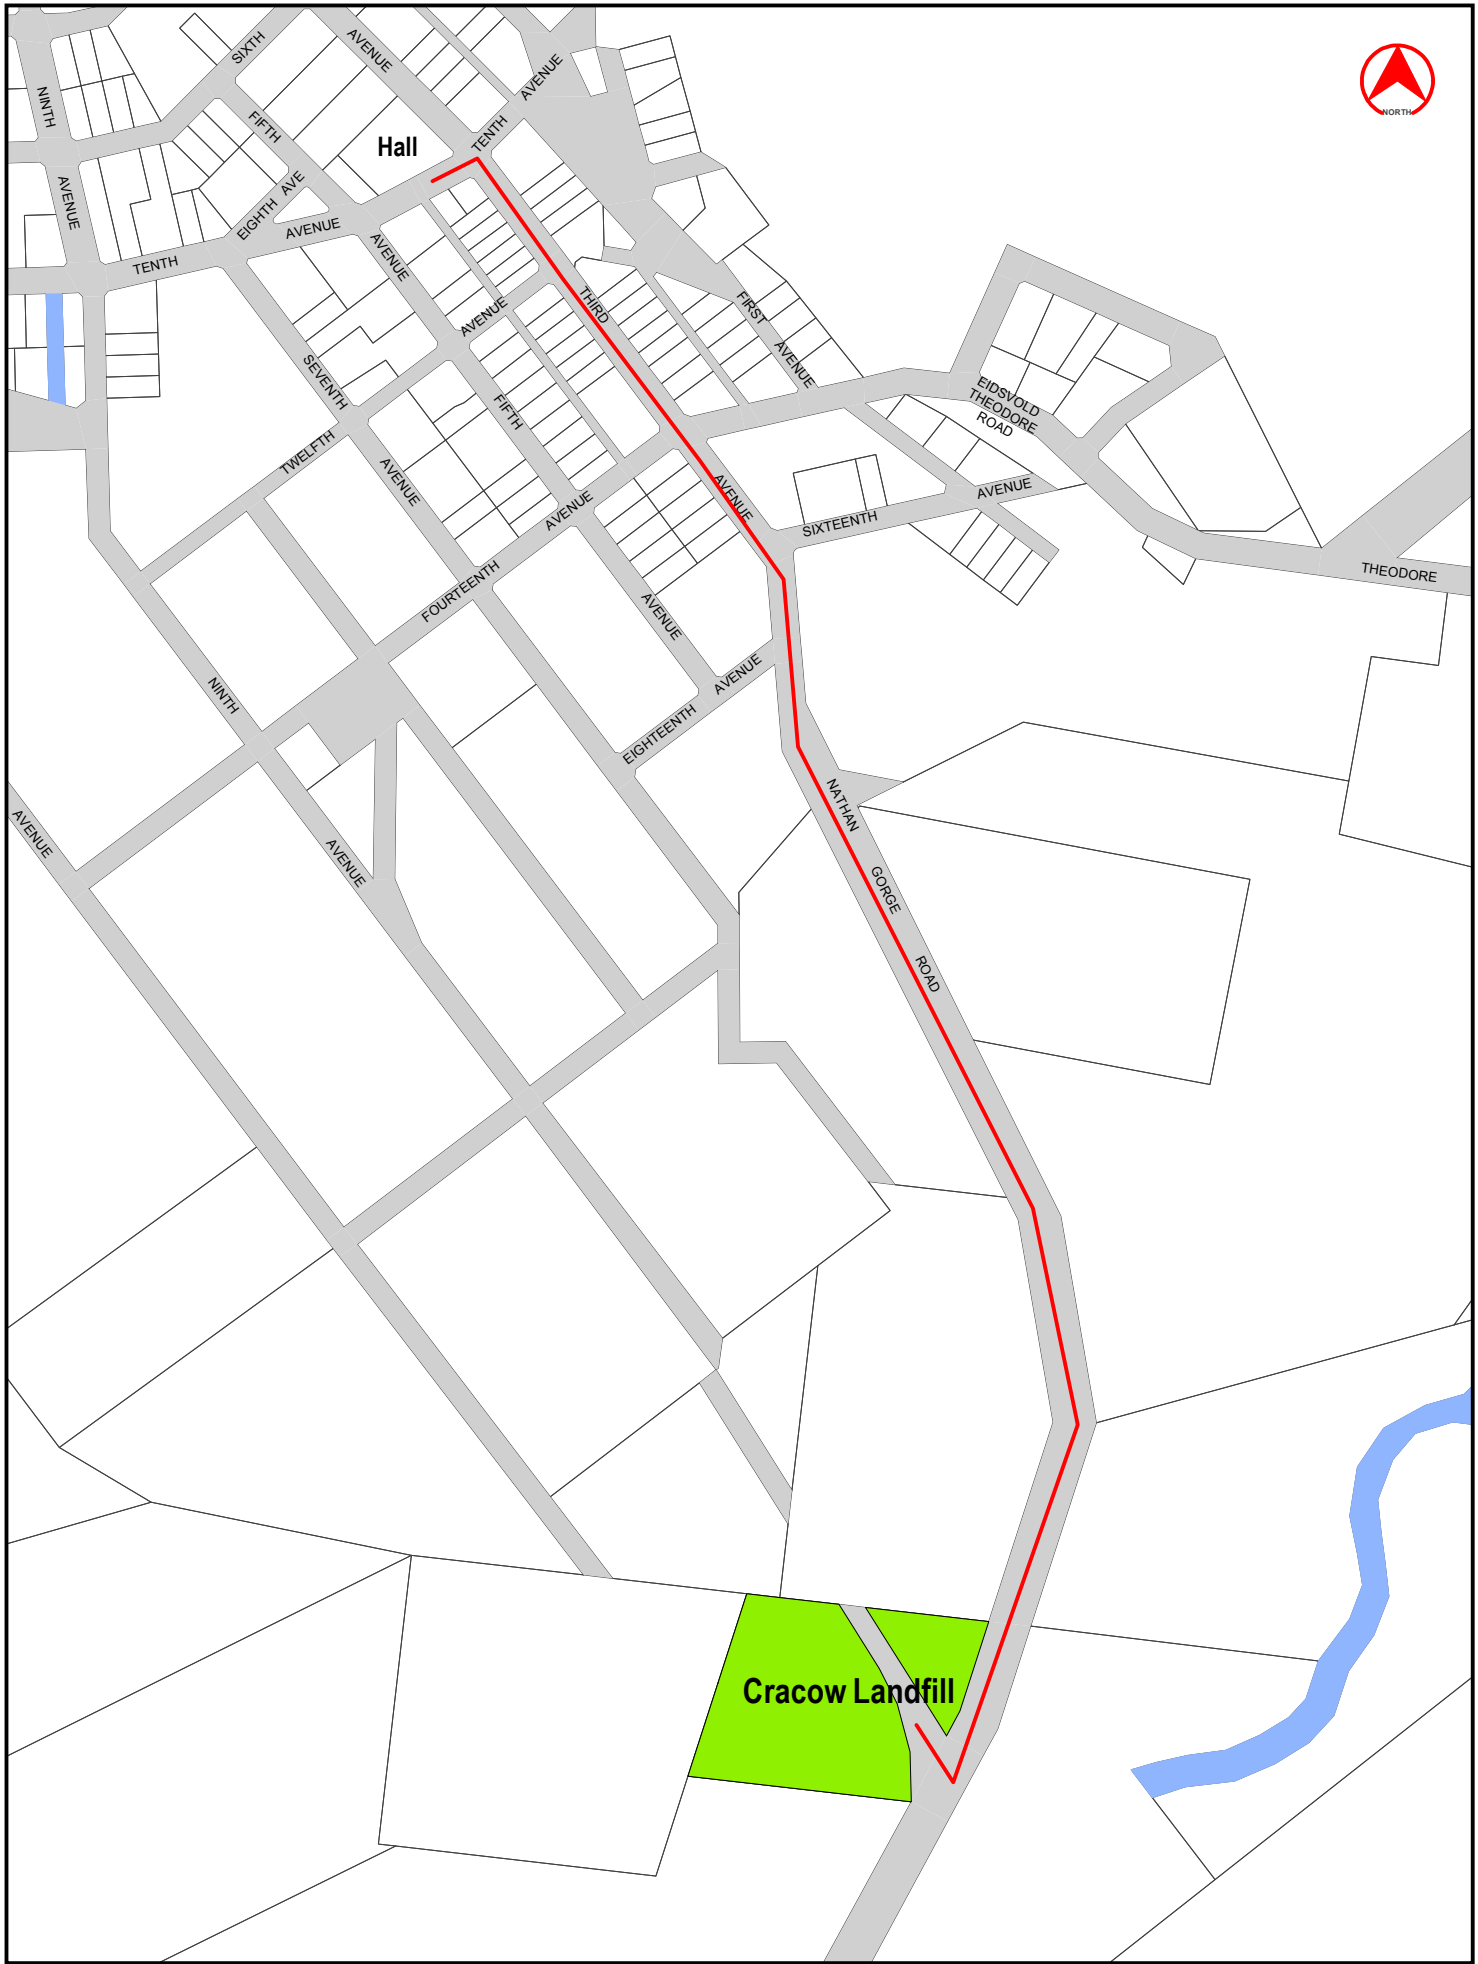 SIXTH
AVENUE
AVENUE
NORTH
NINTH
FIFTH
TENTH
Hall
AVENUE
EIGHTH AVE
AVENUE
AVENUE
TENTH
THIRD
FIRST
AVENUE
AVENUE
SEVENTH
EIDSVOLD
THEODORE
ROAD
FIFTH
TWELFTH
AVENUE
AVENUE
AVENUE
AVENUE
SIXTEENTH
THEODORE
FOURTEENTH
AVENUE
AVENUE
NINTH
EIGHTEENTH
NATHAN
AVENUE
AVENUE
GORGE
ROAD
Cracow Landfill